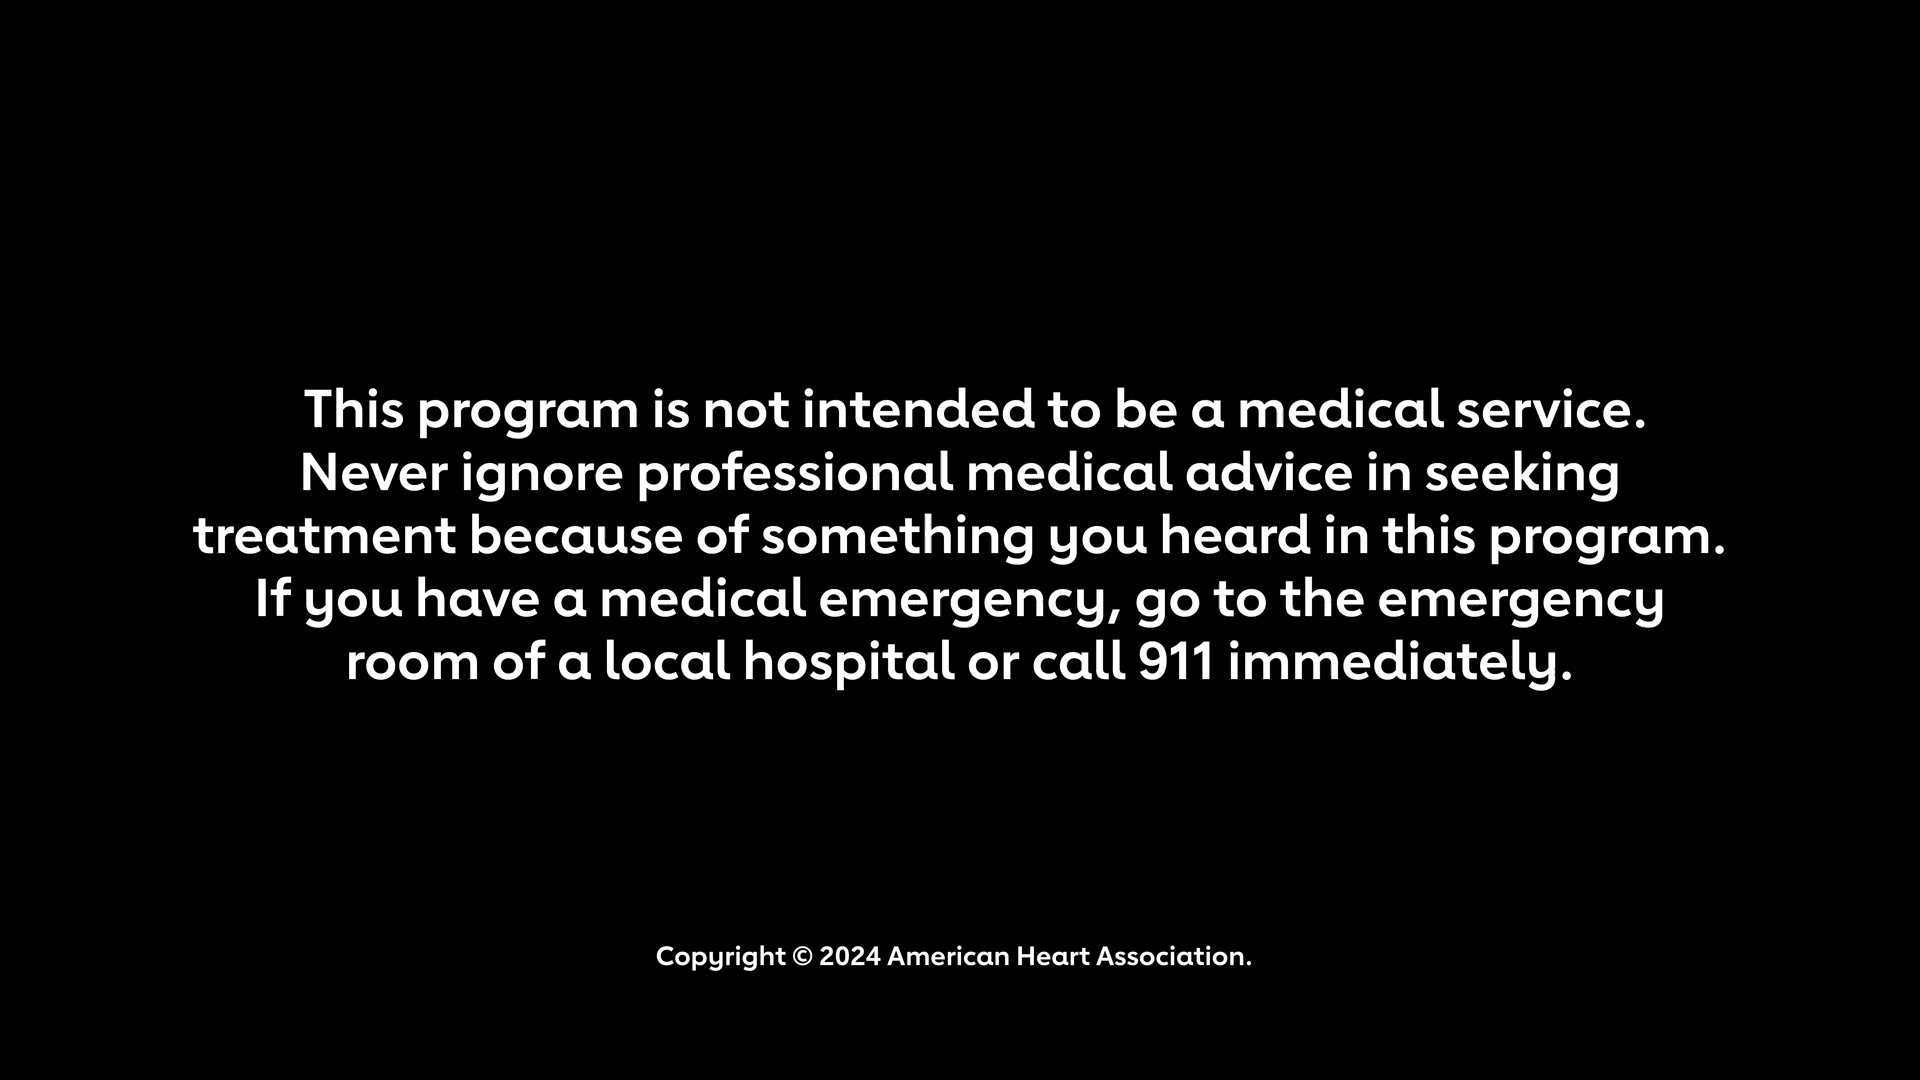 This program is not intended to be a medical service.
Never ignore professional medical advice in seeking
treatment because of something you heard in this program.
If you have a medical emergency, go to the emergency
room of a local hospital or call 911 immediately.
Copyright © 2024 American Heart Association.